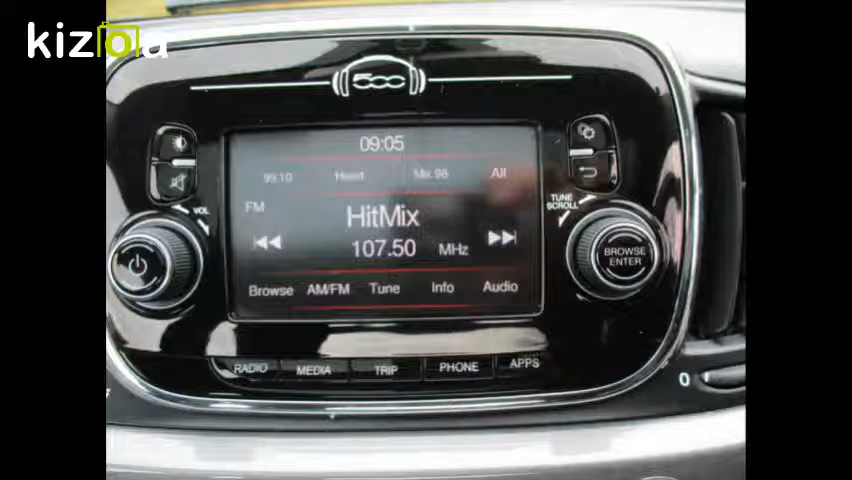 kizoa
500
09:05
99.10 Heart Mix 96 All
FM
HitMix
107.50 MHz
Browse AM/FM Tune Info Audio
VOL
TUNE
SCROLL
BROWSE
ENTER
RADIO MEDIA TRIP PHONE APPS
0